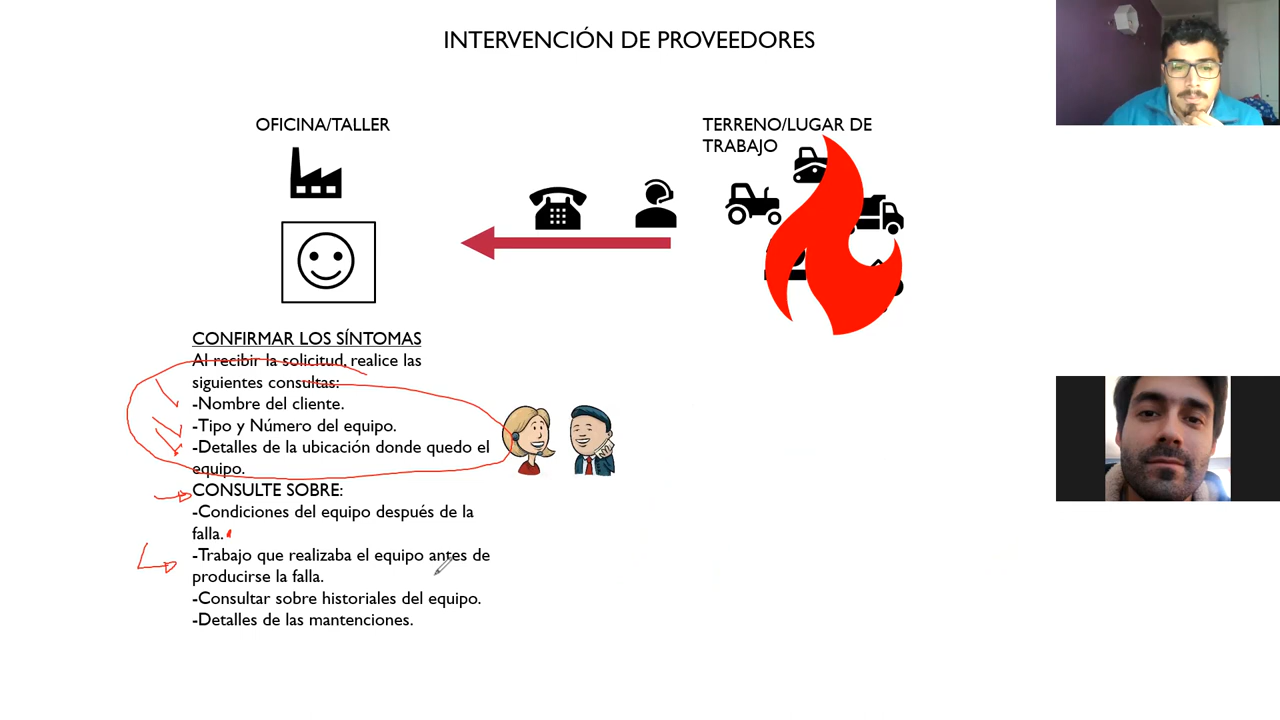 INTERVENCIÓN DE PROVEEDORES
OFICINA/TALLER
TERRENO/LUGAR DE
TRABAJO
CONFIRMAR LOS SÍNTOMAS
Al recibir la solicitud, realice las
siguientes consultas:
-Nombre del cliente.
-Tipo y Número del equipo.
-Detalles de la ubicación donde quedo el
equipo.
CONSULTE SOBRE:
-Condiciones del equipo después de la
falla.
-Trabajo que realizaba el equipo antes de
producirse la falla.
-Consultar sobre historiales del equipo.
-Detalles de las mantenciones.